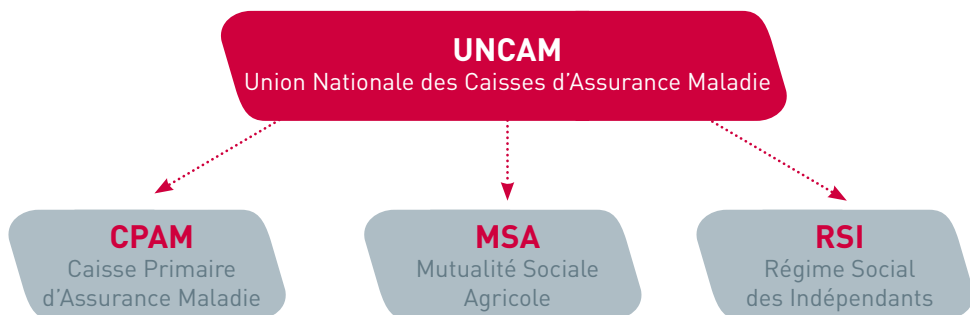 UNCAM
Union Nationale des Caisses d’Assurance Maladie
CPAM
Caisse Primaire
d’Assurance Maladie
MSA
Mutualité Sociale
Agricole
RSI
Régime Social
des Indépendants